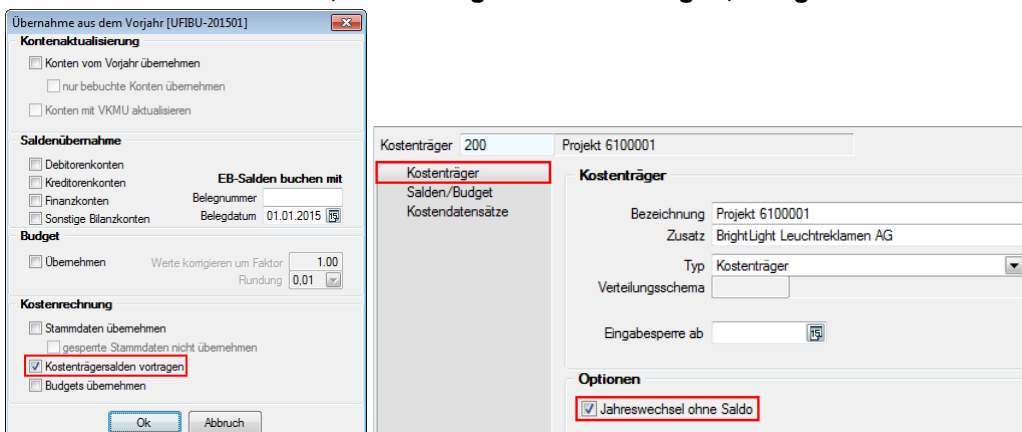 Übernahme aus dem Vorjahr [UFIBU-201501]
Kontenaktualisierung
Konten vom Vorjahr übernehmen
nur bebuchte Konten übernehmen
Konten mit VKMU aktualisieren
Saldenübernahme
Debitorenkonten
Kreditorenkonten
Finanzkonten
Sonstige Bilanzkonten
EB-Salden buchen mit
Belegnummer
Belegdatum 01.01.2015
Budget
Übernehmen Werte korrigieren um Faktor 1.00
Rundung 0,01
Kostenrechnung
Stammdaten übernehmen
gesperrte Stammdaten nicht übernehmen
Kostenträgersalden vortragen
Budgets übernehmen
Ok Abbruch
Kostenträger 200 Projekt 6100001
Kostenträger
Salden/Budget
Kostendatensätze
Kostenträger
Bezeichnung Projekt 6100001
Zusatz BrightLight Leuchtreklamen AG
Typ Kostenträger
Verteilungsschema
Eingabesperre ab
Optionen
Jahreswechsel ohne Saldo